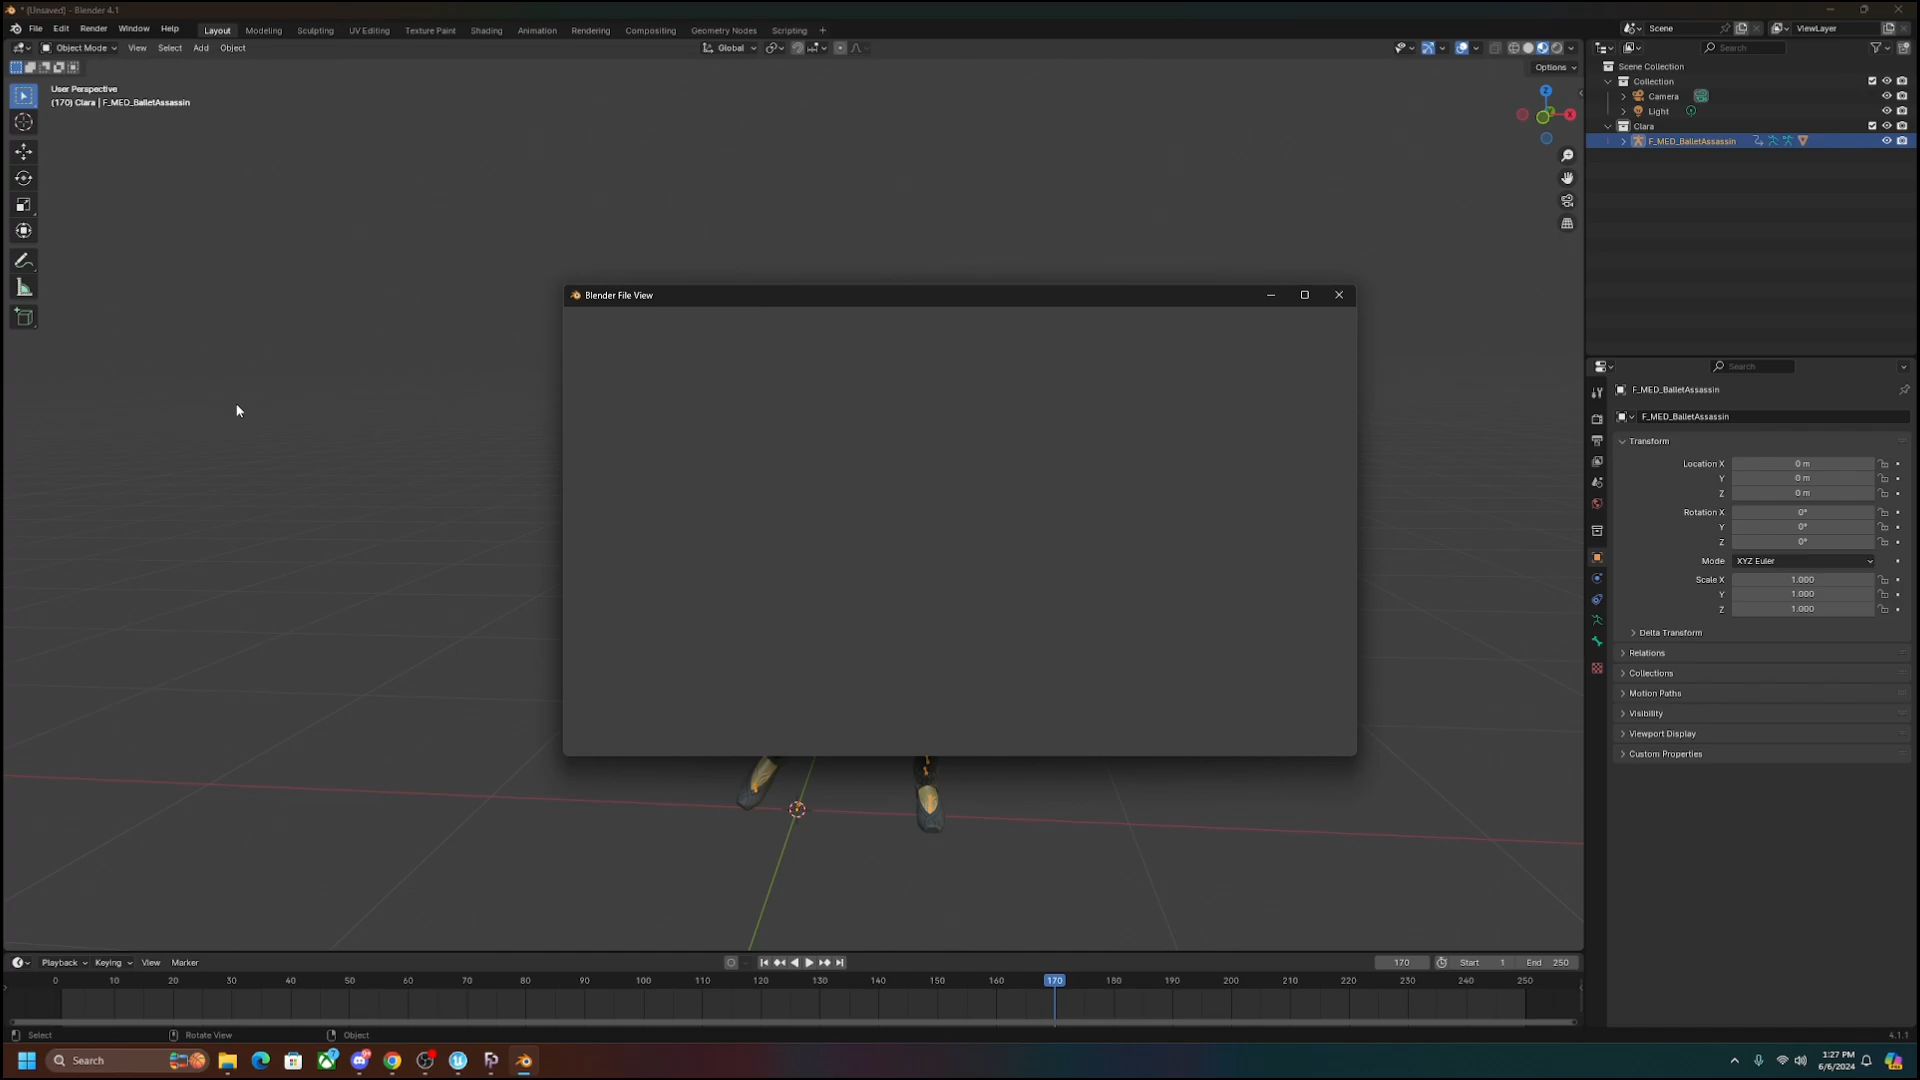 * (Unsaved) - Blender 4.1
File Edit Render Window Help Layout Modeling Sculpting UV Editing Texture Paint Shading Animation Rendering Compositing Geometry Nodes Scripting + Scene ViewLayer
Object Mode View Select Add Object Global Search
Options
User Perspective
(170) Clara | F_MED_BalletAssassin
Z
X
Scene Collection
Collection
Camera
Light
Clara
F_MED_BalletAssassin
Blender File View
Search
F_MED_BalletAssassin
F_MED_BalletAssassin
Transform
Location X 0 m
Y 0 m
Z 0 m
Rotation X 0°
Y 0°
Z 0°
Mode XYZ Euler
Scale X 1.000
Y 1.000
Z 1.000
Delta Transform
Relations
Collections
Motion Paths
Visibility
Viewport Display
Custom Properties
Playback Keying View Marker 170 Start 1 End 250
0 10 20 30 40 50 60 70 80 90 100 110 120 130 140 150 160 170 180 190 200 210 220 230 240 250
Select Rotate View Object 4.1.1
Search
1:27 PM
6/6/2024